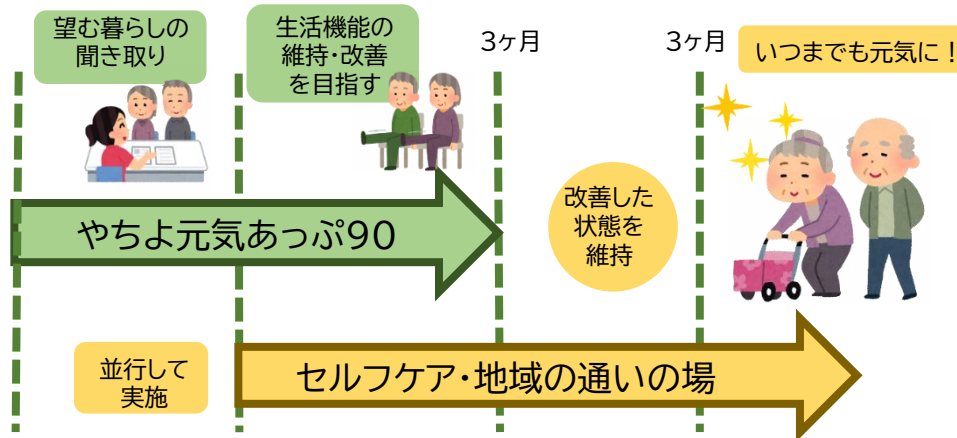 望む暮らしの
聞き取り
生活機能の
維持・改善
を目指す
3ヶ月
3ヶ月
いつまでも元気に！
やちよ元気あっぷ90
改善した
状態を
維持
並行して
実施
セルフケア・地域の通いの場